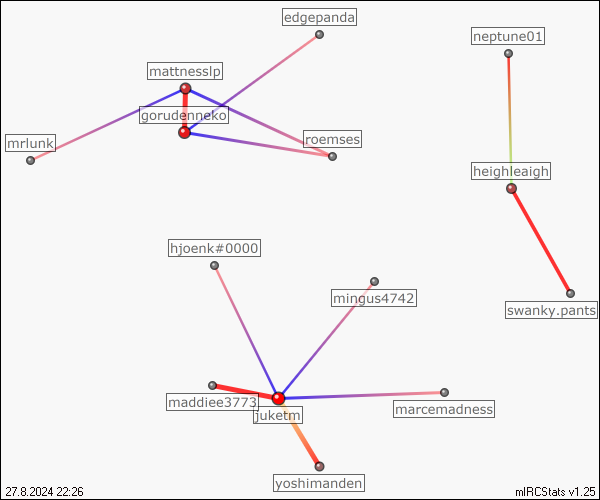 edgepanda
neptune01
mattnesslp
gorudenneko
mrlunk
roemses
heighleaigh
hjoenk#0000
mingus4742
swanky.pants
maddiee3773
juketm
marcemadness
yoshimanden
27.8.2024 22:26
mIRCStats v1.25